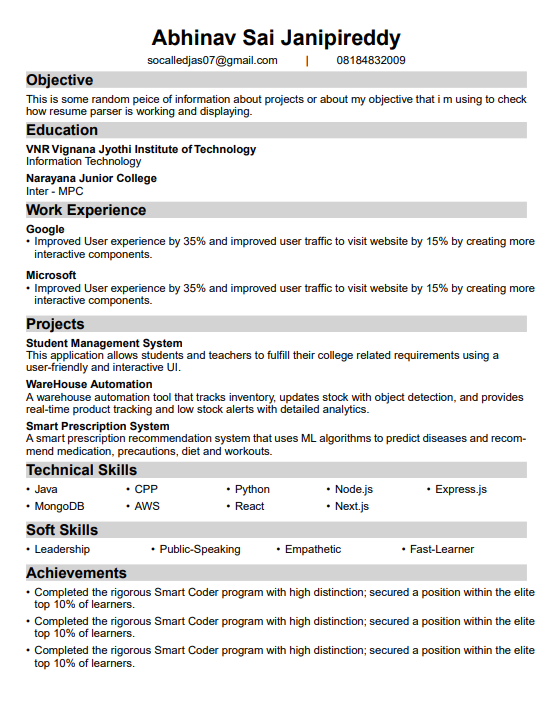 Abhinav Sai Janipireddy
socalledjas07@gmail.com | 08184832009
Objective
This is some random peice of information about projects or about my objective that i m using to check
how resume parser is working and displaying.
Education
VNR Vignana Jyothi Institute of Technology
Information Technology
Narayana Junior College
Inter - MPC
Work Experience
Google
• Improved User experience by 35% and improved user traffic to visit website by 15% by creating more
interactive components.
Microsoft
• Improved User experience by 35% and improved user traffic to visit website by 15% by creating more
interactive components.
Projects
Student Management System
This application allows students and teachers to fulfill their college related requirements using a
user-friendly and interactive UI.
WareHouse Automation
A warehouse automation tool that tracks inventory, updates stock with object detection, and provides
real-time product tracking and low stock alerts with detailed analytics.
Smart Prescription System
A smart prescription recommendation system that uses ML algorithms to predict diseases and recom-
mend medication, precautions, diet and workouts.
Technical Skills
• Java • CPP • Python • Node.js • Express.js
• MongoDB • AWS • React • Next.js
Soft Skills
• Leadership • Public-Speaking • Empathetic • Fast-Learner
Achievements
• Completed the rigorous Smart Coder program with high distinction; secured a position within the elite
top 10% of learners.
• Completed the rigorous Smart Coder program with high distinction; secured a position within the elite
top 10% of learners.
• Completed the rigorous Smart Coder program with high distinction; secured a position within the elite
top 10% of learners.